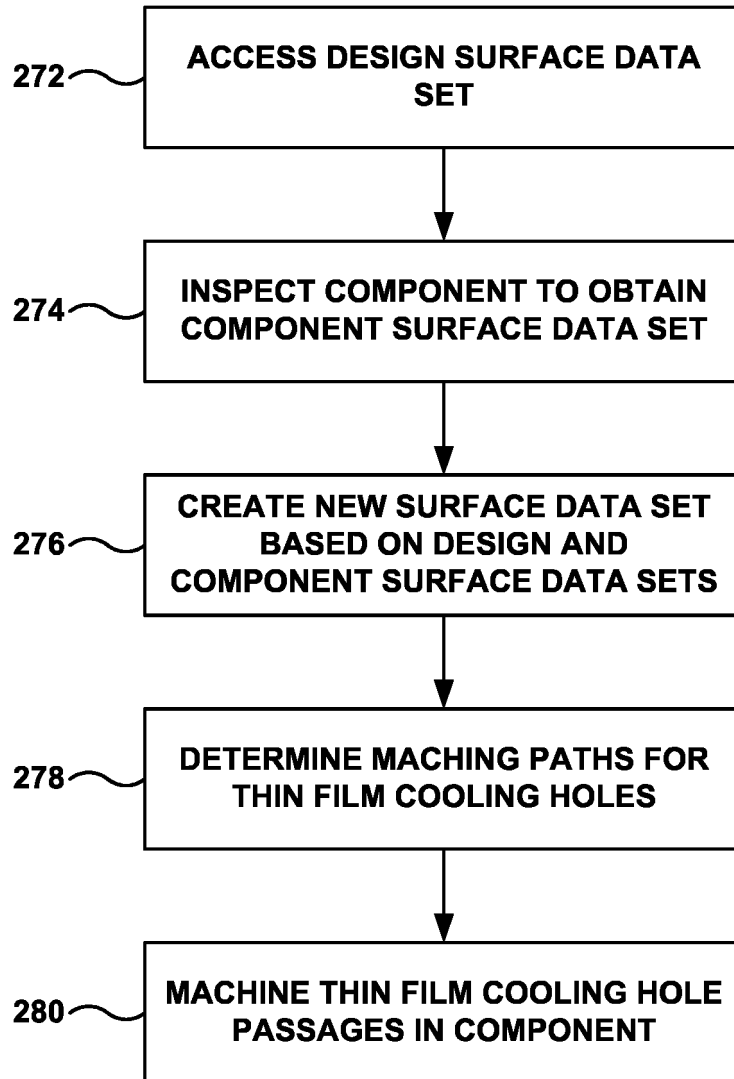 272
ACCESS DESIGN SURFACE DATA
SET
274
INSPECT COMPONENT TO OBTAIN
COMPONENT SURFACE DATA SET
276
CREATE NEW SURFACE DATA SET
BASED ON DESIGN AND
COMPONENT SURFACE DATA SETS
278
DETERMINE MACHING PATHS FOR
THIN FILM COOLING HOLES
280
MACHINE THIN FILM COOLING HOLE
PASSAGES IN COMPONENT